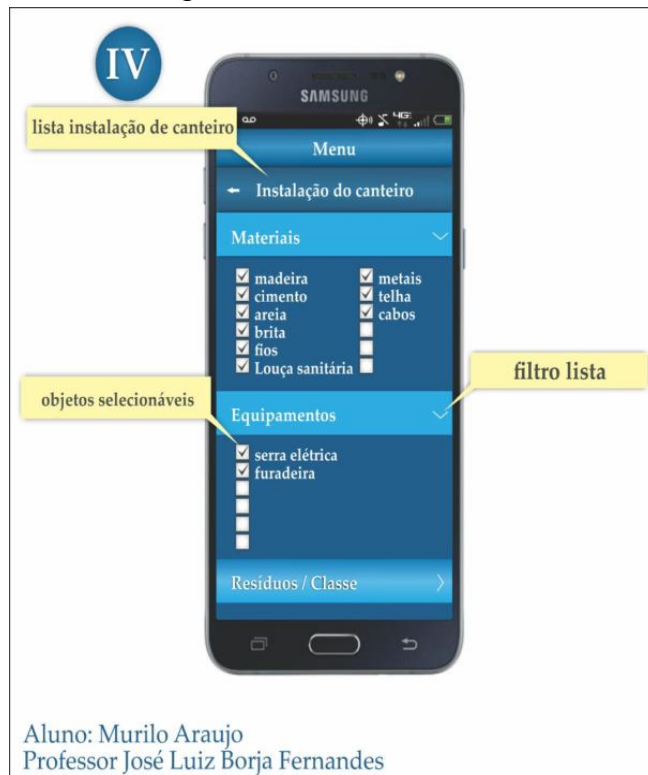 IV
SAMSUNG
lista instalação de canteiro
4GE
Menu
Instalação do canteiro
Materiais
madeira
cimento
areia
brita
fios
Louça sanitária
metais
telha
cabos
filtro lista
objetos selecionáveis
Equipamentos
serra elétrica
furadeira
Resíduos / Classe
Aluno: Murilo Araujo
Professor José Luiz Borja Fernandes